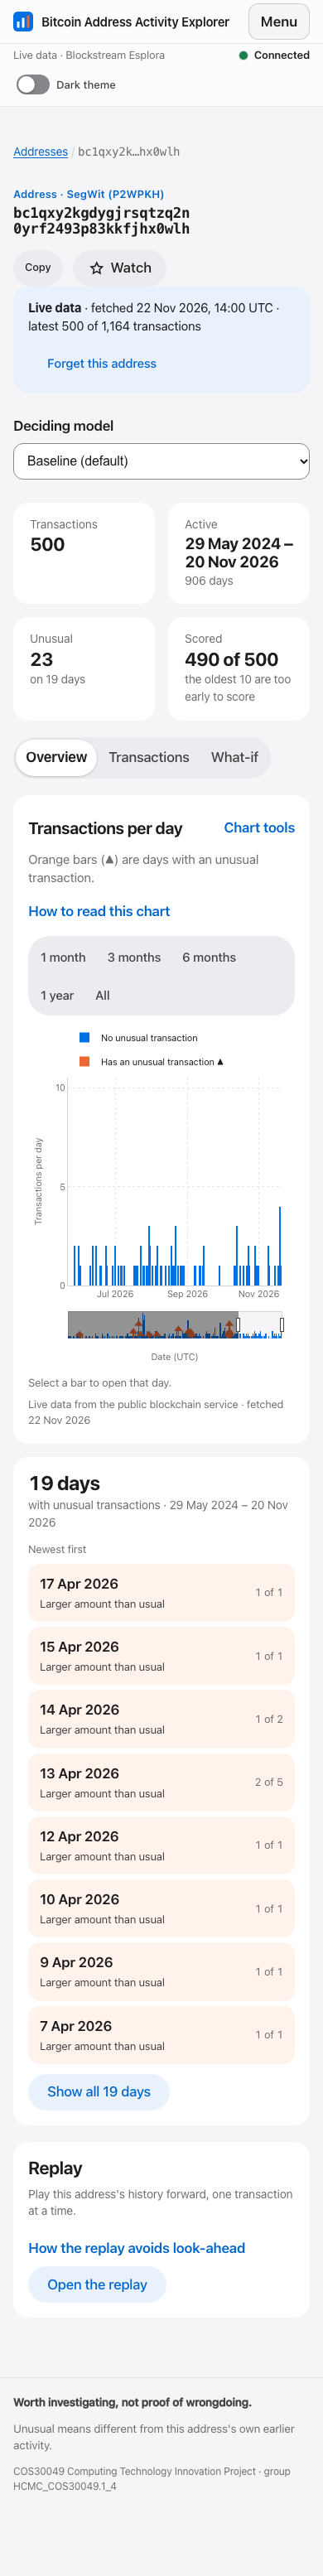 Bitcoin Address Activity Explorer
Menu
Live data · Blockstream Esplora
Connected
Dark theme
Addresses / bc1qxy2k…hx0wlh
Address · SegWit (P2WPKH)
bc1qxy2kgdygjrsqtzq2n
0yrf2493p83kkfjhx0wlh
Copy
Watch
Live data · fetched 22 Nov 2026, 14:00 UTC ·
latest 500 of 1,164 transactions
Forget this address
Deciding model
Baseline (default)
Transactions
500
Active
29 May 2024 –
20 Nov 2026
906 days
Unusual
23
on 19 days
Scored
490 of 500
the oldest 10 are too
early to score
Overview
Transactions
What-if
Transactions per day
Chart tools
Orange bars (▲) are days with an unusual
transaction.
How to read this chart
1 month
3 months
6 months
1 year
All
No unusual transaction
Has an unusual transaction ▲
Transactions per day
10
5
0
Jul 2026
Sep 2026
Nov 2026
Date (UTC)
Select a bar to open that day.
Live data from the public blockchain service · fetched
22 Nov 2026
19 days
with unusual transactions · 29 May 2024 – 20 Nov
2026
Newest first
17 Apr 2026
Larger amount than usual
1 of 1
15 Apr 2026
Larger amount than usual
1 of 1
14 Apr 2026
Larger amount than usual
1 of 2
13 Apr 2026
Larger amount than usual
2 of 5
12 Apr 2026
Larger amount than usual
1 of 1
10 Apr 2026
Larger amount than usual
1 of 1
9 Apr 2026
Larger amount than usual
1 of 1
7 Apr 2026
Larger amount than usual
1 of 1
Show all 19 days
Replay
Play this address's history forward, one transaction
at a time.
How the replay avoids look-ahead
Open the replay
Worth investigating, not proof of wrongdoing.
Unusual means different from this address's own earlier
activity.
COS30049 Computing Technology Innovation Project · group
HCMC_COS30049.1_4